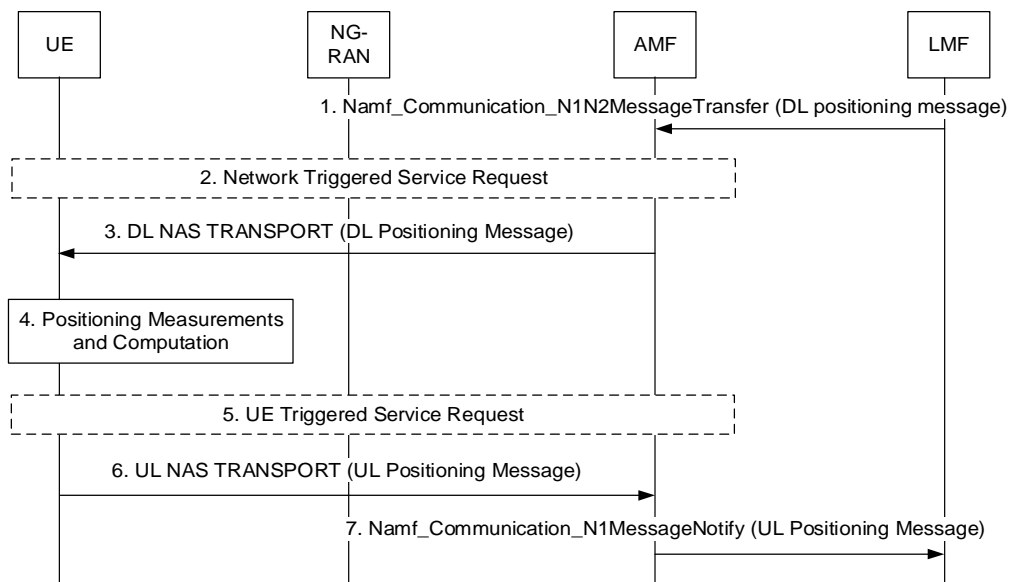 UE
NG-
RAN
AMF
LMF
1. Namf_Communication_N1N2MessageTransfer (DL positioning message)
2. Network Triggered Service Request
3. DL NAS TRANSPORT (DL Positioning Message)
4. Positioning Measurements
and Computation
5. UE Triggered Service Request
6. UL NAS TRANSPORT (UL Positioning Message)
7. Namf_Communication_N1MessageNotify (UL Positioning Message)